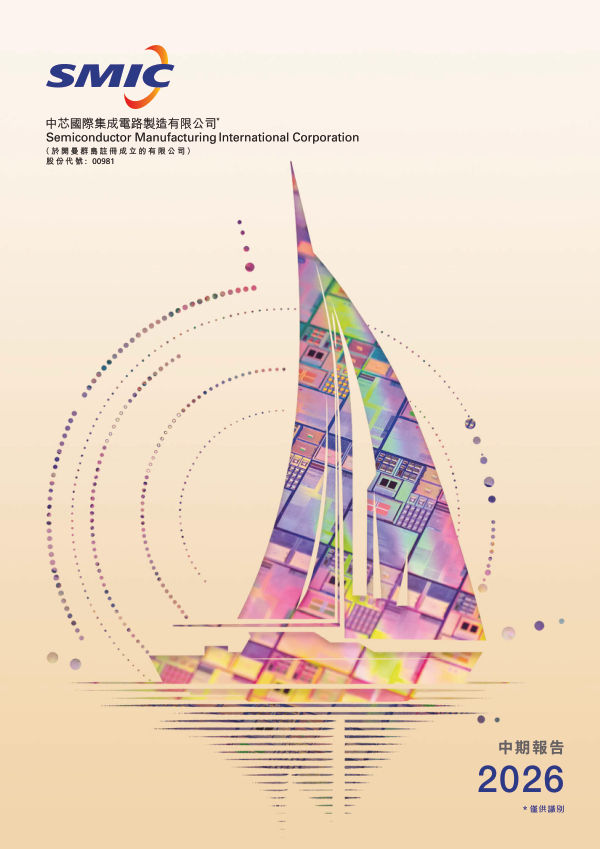 SMIC
中芯國際集成電路製造有限公司*
Semiconductor Manufacturing International Corporation
（於開曼群島註冊成立的有限公司）
股份代號：00981
中期報告
2026
* 僅供識別